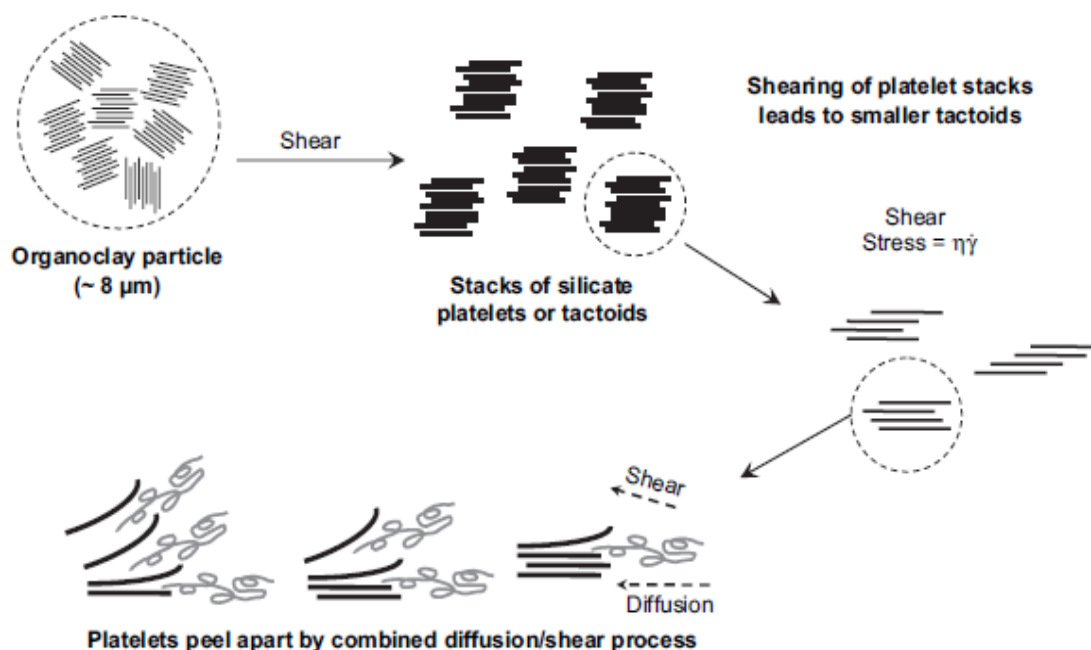 Shearing of platelet stacks
leads to smaller tactoids
Shear
Organoclay particle
(~ 8 µm)
Stacks of silicate
platelets or tactoids
Shear
Stress = ηγ̇
Shear
Diffusion
Platelets peel apart by combined diffusion/shear process